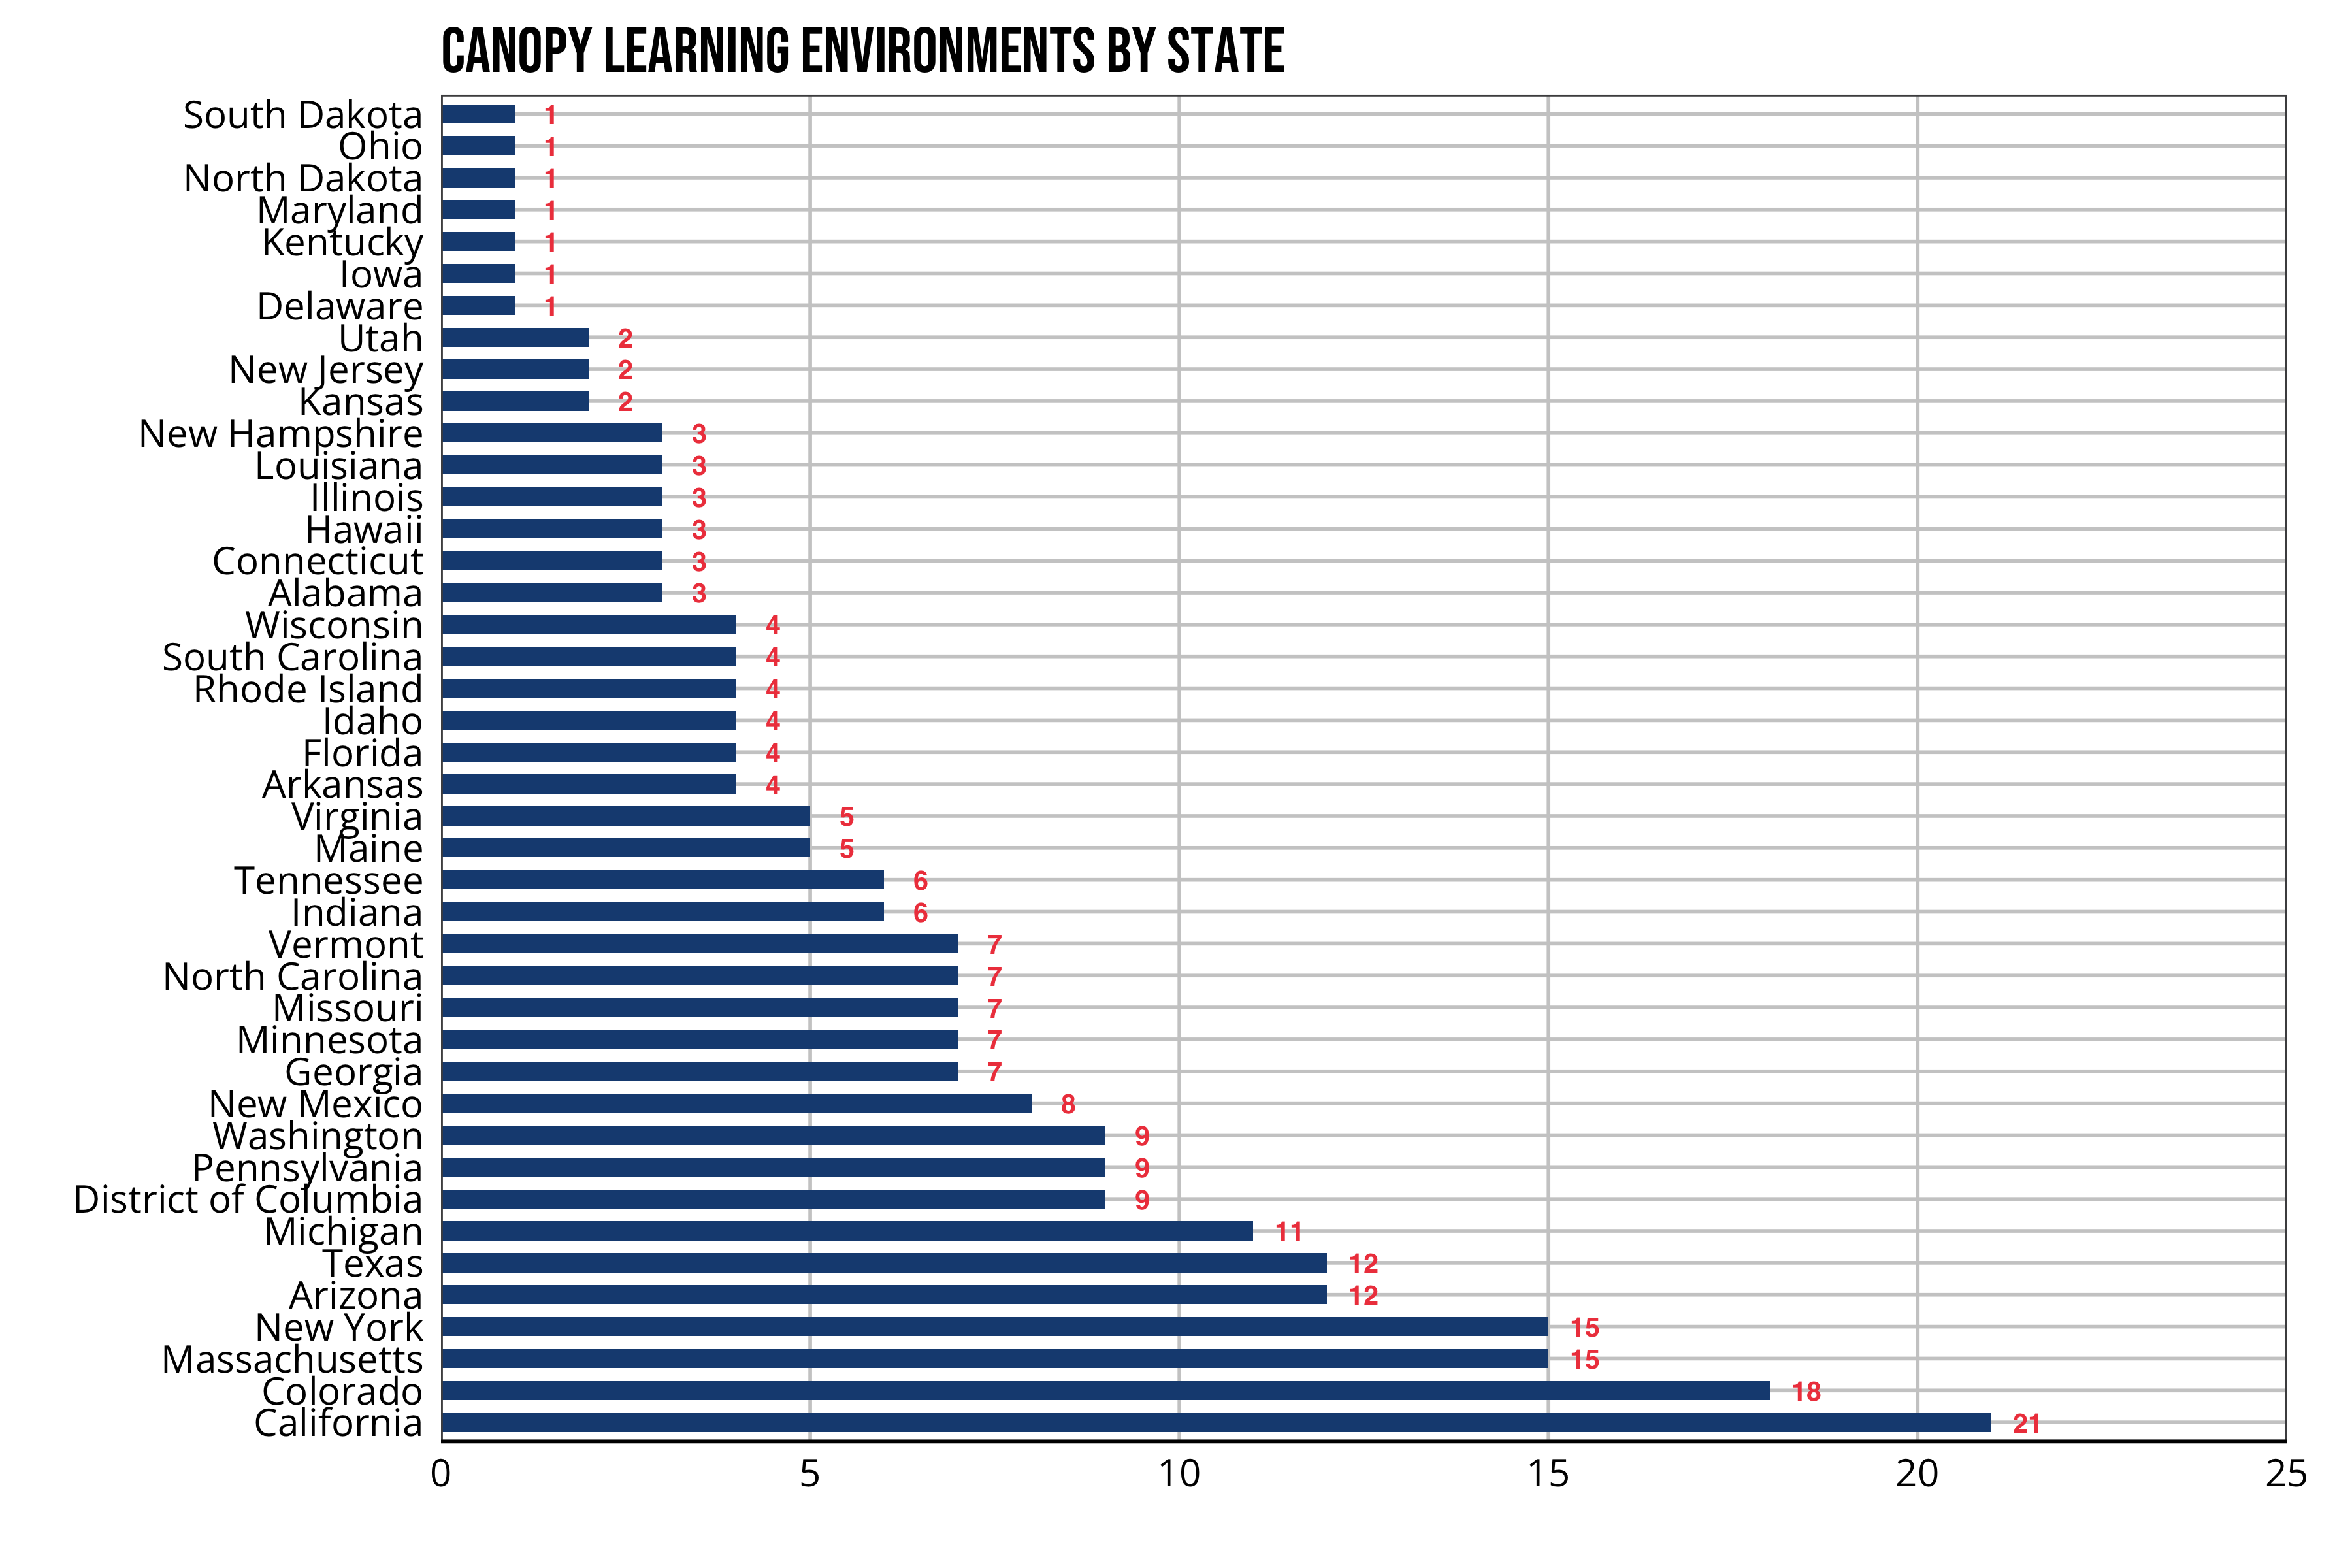 CANOPY LEARNING ENVIRONMENTS BY STATE
South Dakota 1
Ohio 1
North Dakota 1
Maryland 1
Kentucky 1
Iowa 1
Delaware 1
Utah 2
New Jersey 2
Kansas 2
New Hampshire 3
Louisiana 3
Illinois 3
Hawaii 3
Connecticut 3
Alabama 3
Wisconsin 4
South Carolina 4
Rhode Island 4
Idaho 4
Florida 4
Arkansas 4
Virginia 5
Maine 5
Tennessee 6
Indiana 6
Vermont 7
North Carolina 7
Missouri 7
Minnesota 7
Georgia 7
New Mexico 8
Washington 9
Pennsylvania 9
District of Columbia 9
Michigan 11
Texas 12
Arizona 12
New York 15
Massachusetts 15
Colorado 18
California 21
0 5 10 15 20 25